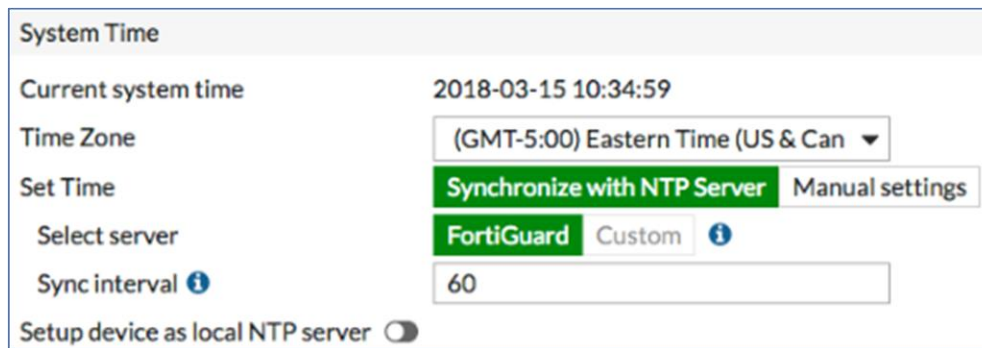 System Time
Current system time 2018-03-15 10:34:59
Time Zone (GMT-5:00) Eastern Time (US & Can
Set Time Synchronize with NTP Server Manual settings
Select server FortiGuard Custom
Sync interval 60
Setup device as local NTP server